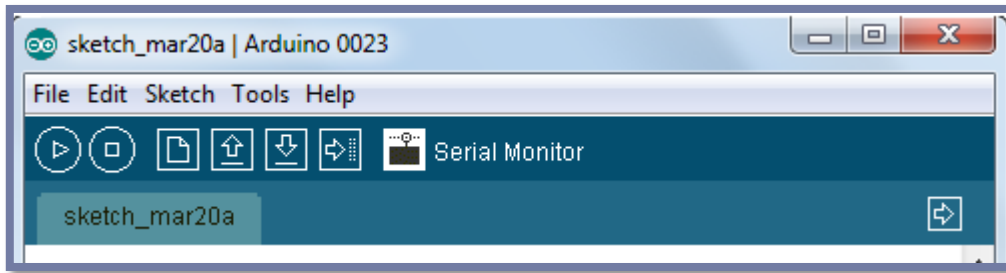 sketch_mar20a | Arduino 0023
File Edit Sketch Tools Help
Serial Monitor
sketch_mar20a